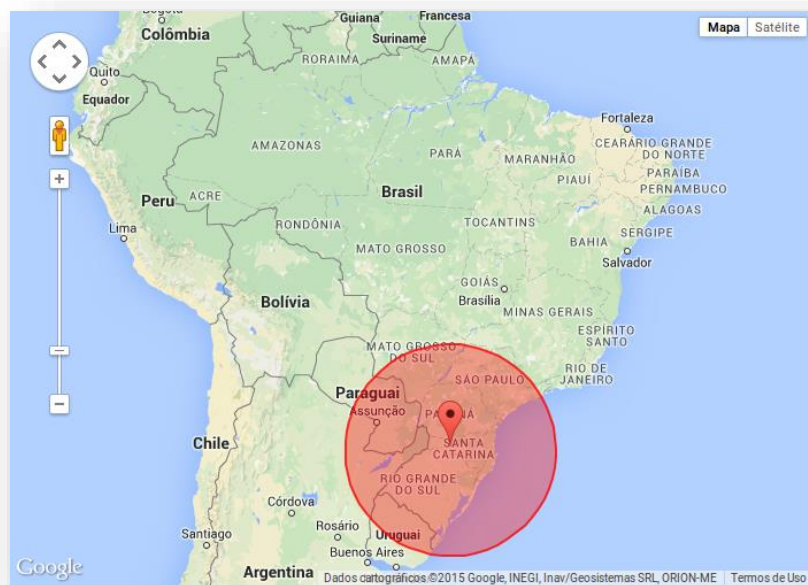 Bogotá
Colômbia
Guiana
Suriname
Francesa
Mapa
Satélite
RORAIMA
AMAPÁ
Quito
Equador
Fortaleza
AMAZONAS
PARÁ
MARANHÃO
CEARÁ
RIO GRANDE
DO NORTE
PIAUÍ
PARAÍBA
PERNAMBUCO
ACRE
Brasil
Peru
ALAGOAS
RONDÔNIA
TOCANTINS
SERGIPE
Lima
MATO GROSSO
BAHIA
Salvador
GOIÁS
Brasília
Bolívia
MINAS GERAIS
ESPÍRITO
SANTO
MATO GROSSO
DO SUL
RIO DE
JANEIRO
SÃO PAULO
Paraguai
Assunção
PARANÁ
Chile
SANTA
CATARINA
RIO GRANDE
DO SUL
Córdova
Rosário
Santiago
Uruguai
Buenos Aires
Google
Argentina
Dados cartográficos ©2015 Google, INEGI, Inav/Geosistemas SRL, ORION-ME
Termos de Uso